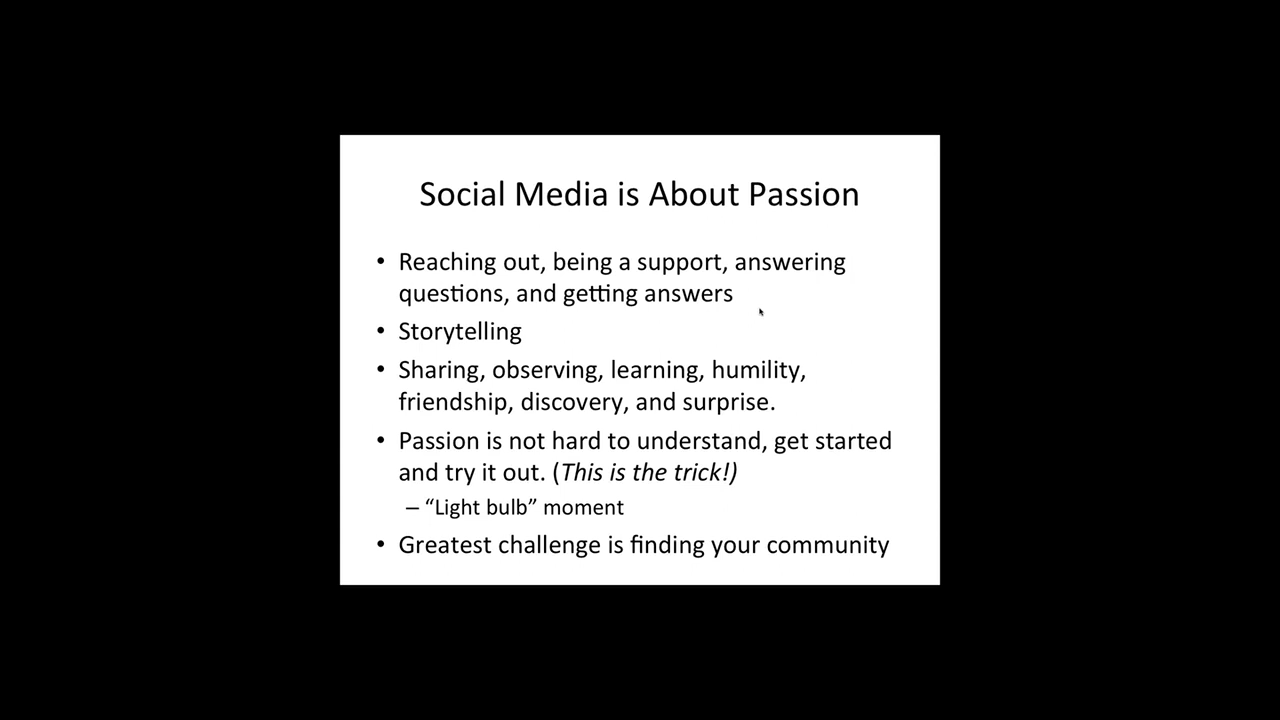 Social Media is About Passion
• Reaching out, being a support, answering
questions, and getting answers
• Storytelling
• Sharing, observing, learning, humility,
friendship, discovery, and surprise.
• Passion is not hard to understand, get started
and try it out. (This is the trick!)
– “Light bulb” moment
• Greatest challenge is finding your community